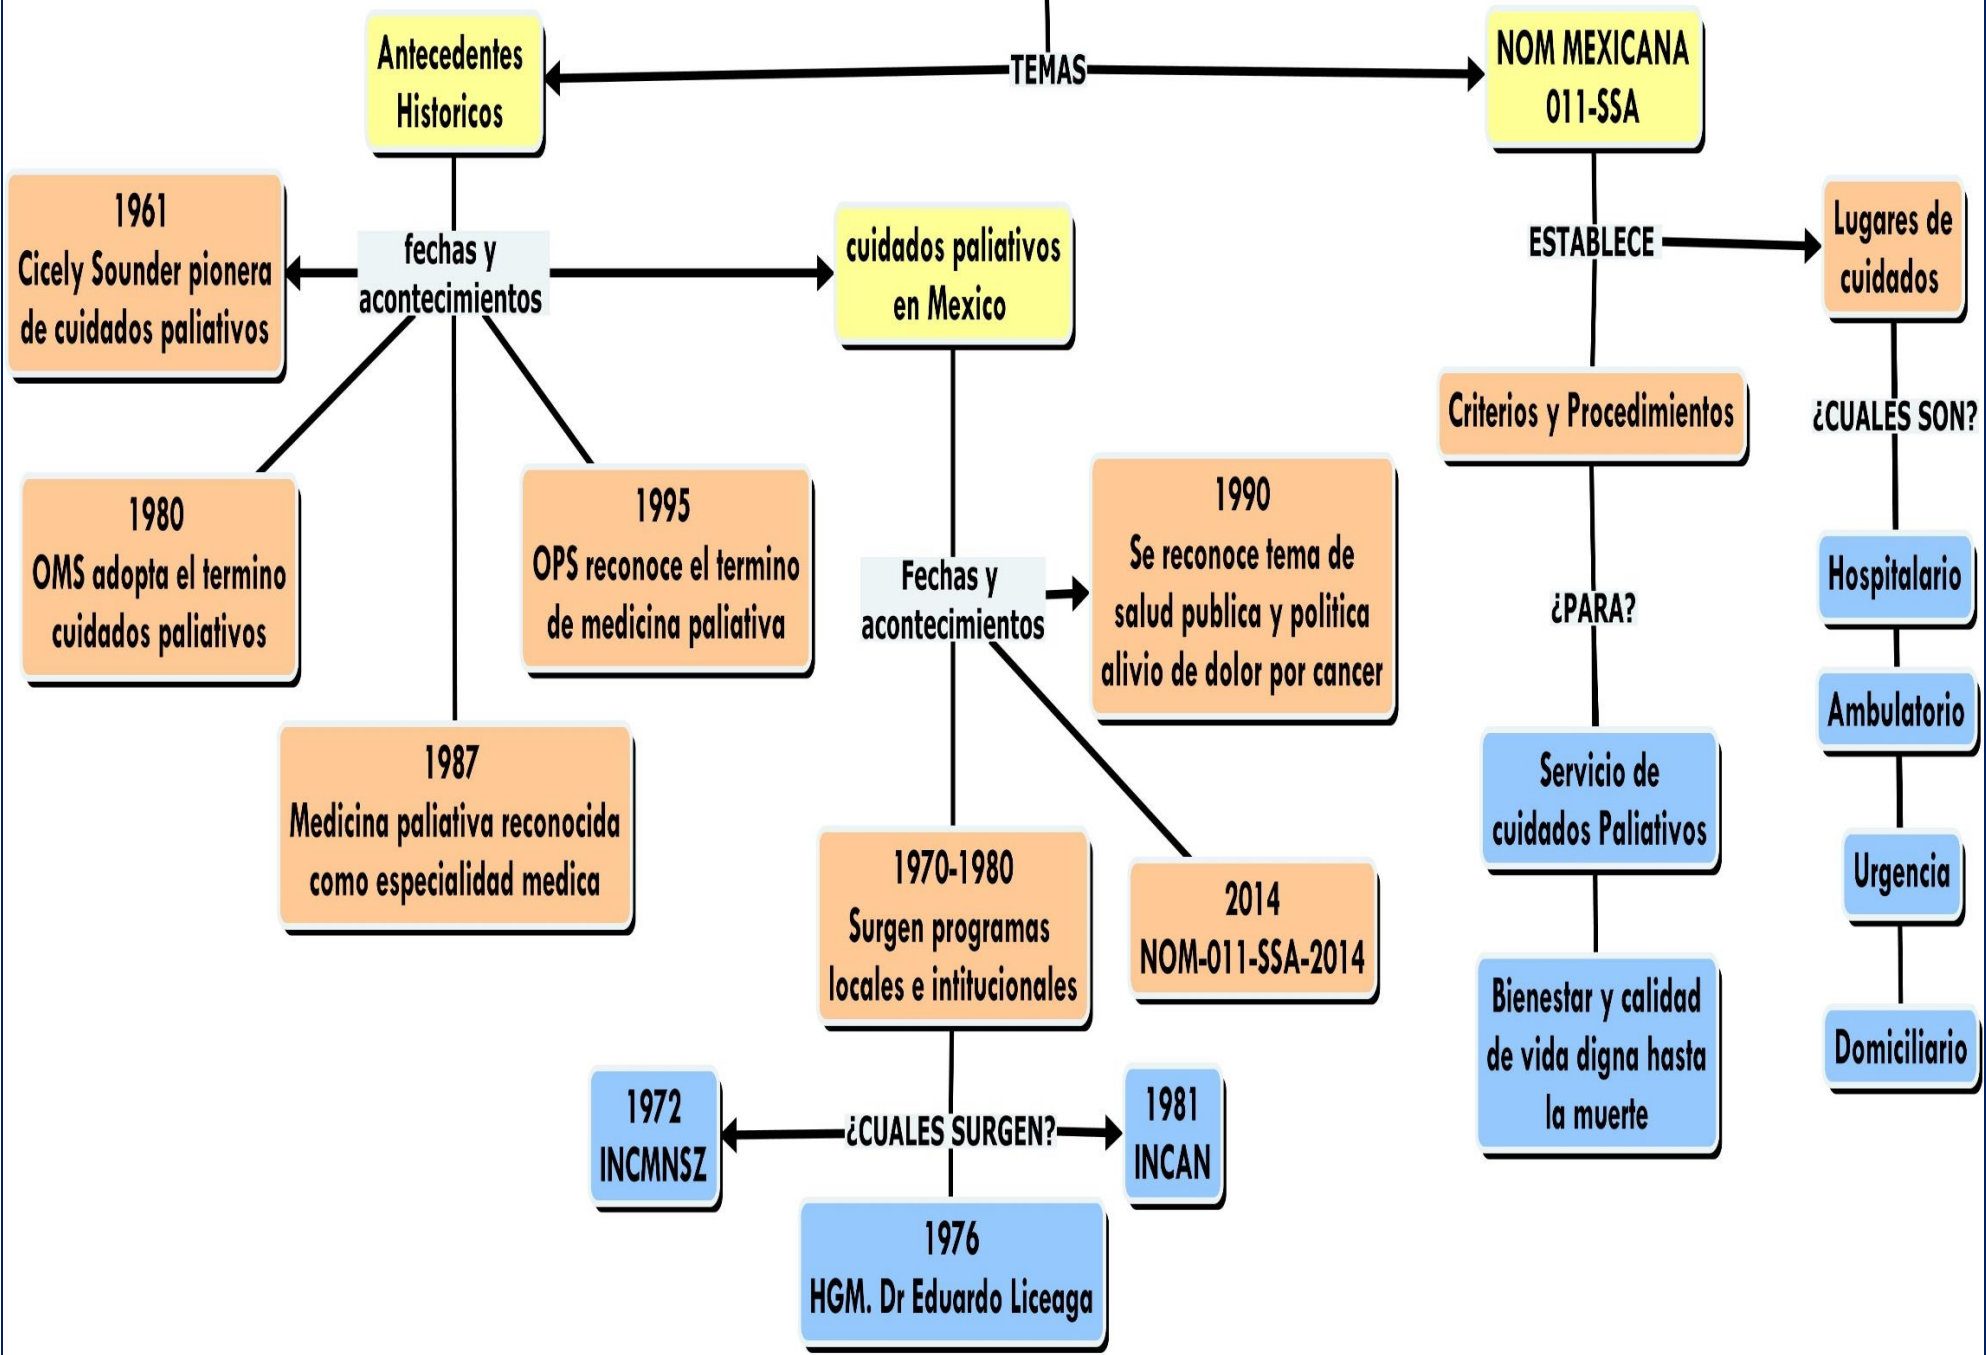 TEMAS
Antecedentes
Historicos
fechas y
acontecimientos
1961
Cicely Sounder pionera
de cuidados paliativos
1980
OMS adopta el termino
cuidados paliativos
1987
Medicina paliativa reconocida
como especialidad medica
1995
OPS reconoce el termino
de medicina paliativa
cuidados paliativos
en Mexico
Fechas y
acontecimientos
1990
Se reconoce tema de
salud publica y politica
alivio de dolor por cancer
1970-1980
Surgen programas
locales e intitucionales
2014
NOM-011-SSA-2014
¿CUALES SURGEN?
1972
INCMNSZ
1976
HGM. Dr Eduardo Liceaga
1981
INCAN
NOM MEXICANA
011-SSA
ESTABLECE
Criterios y Procedimientos
¿PARA?
Servicio de
cuidados Paliativos
Bienestar y calidad
de vida digna hasta
la muerte
Lugares de
cuidados
¿CUALES SON?
Hospitalario
Ambulatorio
Urgencia
Domiciliario